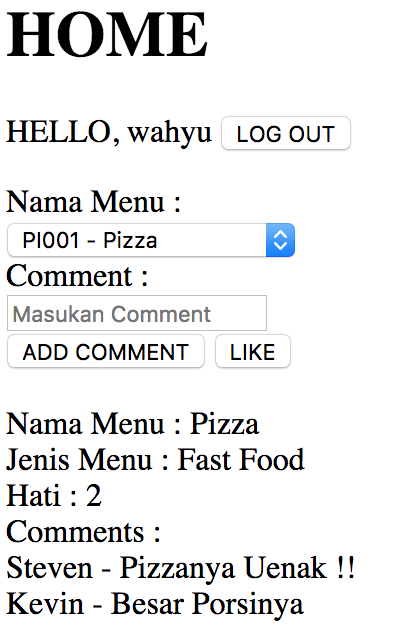 HOME
HELLO, wahyu LOG OUT
Nama Menu :
PI001 - Pizza
Comment :
Masukan Comment
ADD COMMENT LIKE
Nama Menu : Pizza
Jenis Menu : Fast Food
Hati : 2
Comments :
Steven - Pizzanya Uenak !!
Kevin - Besar Porsinya